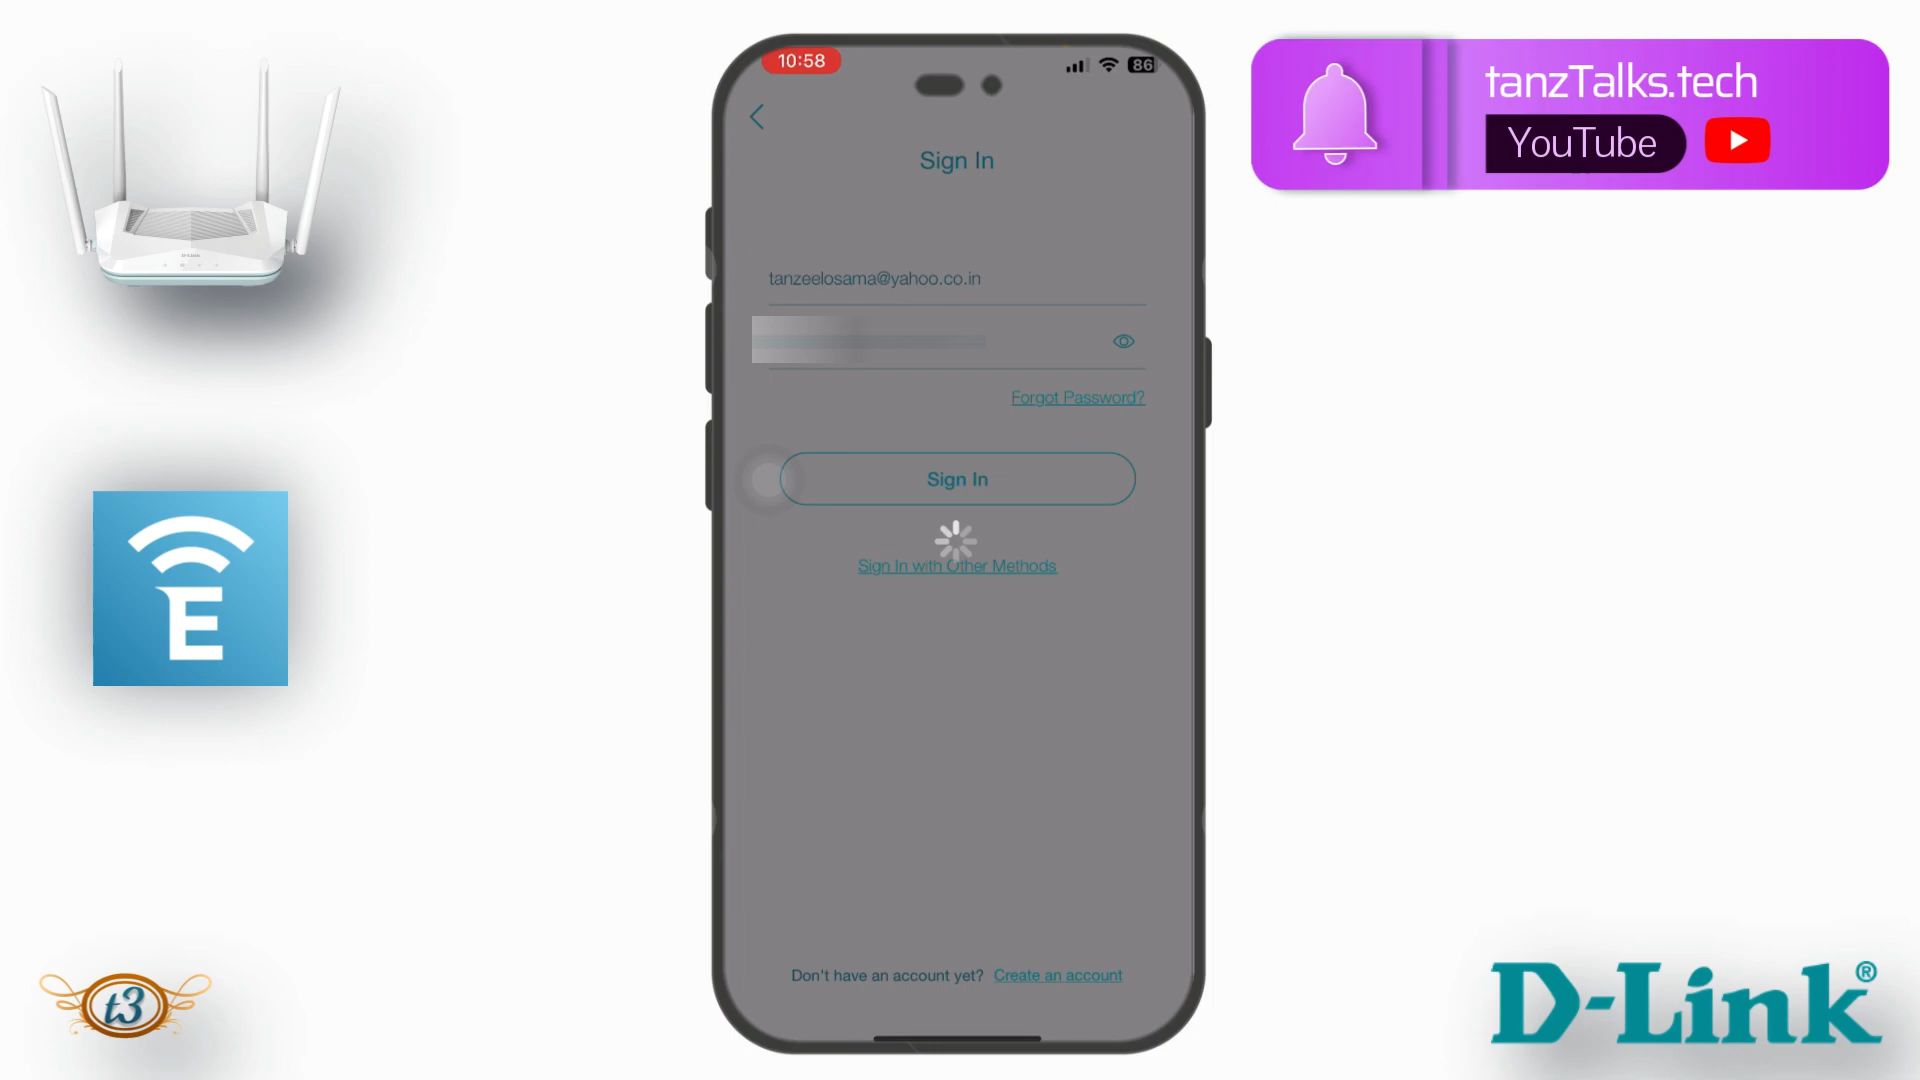 10:58
86
Sign In
tanzeelosama@yahoo.co.in
Forgot Password?
Sign In
Sign In with Other Methods
Don't have an account yet? Create an account
tanzTalks.tech
YouTube
D-Link
E
t3
D-Link®